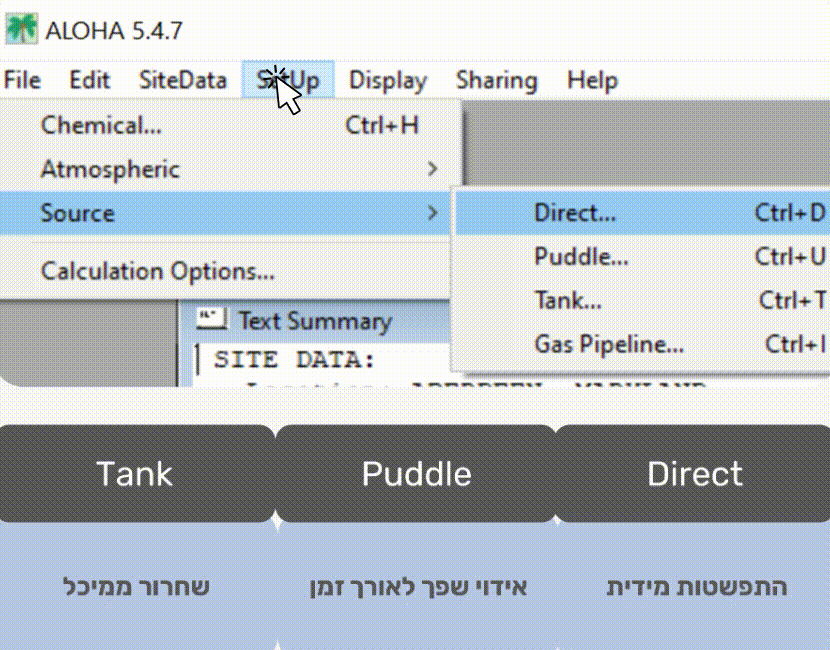 ALOHA 5.4.7
File Edit SiteData SetUp Display Sharing Help
Chemical... Ctrl+H
Atmospheric
Source
Direct... Ctrl+D
Calculation Options...
Puddle... Ctrl+U
Tank... Ctrl+T
Gas Pipeline... Ctrl+I
Text Summary
SITE DATA:
Tank Puddle Direct
שחרור ממיכל
אידוי שפך לאורך זמן
התפשטות מידית